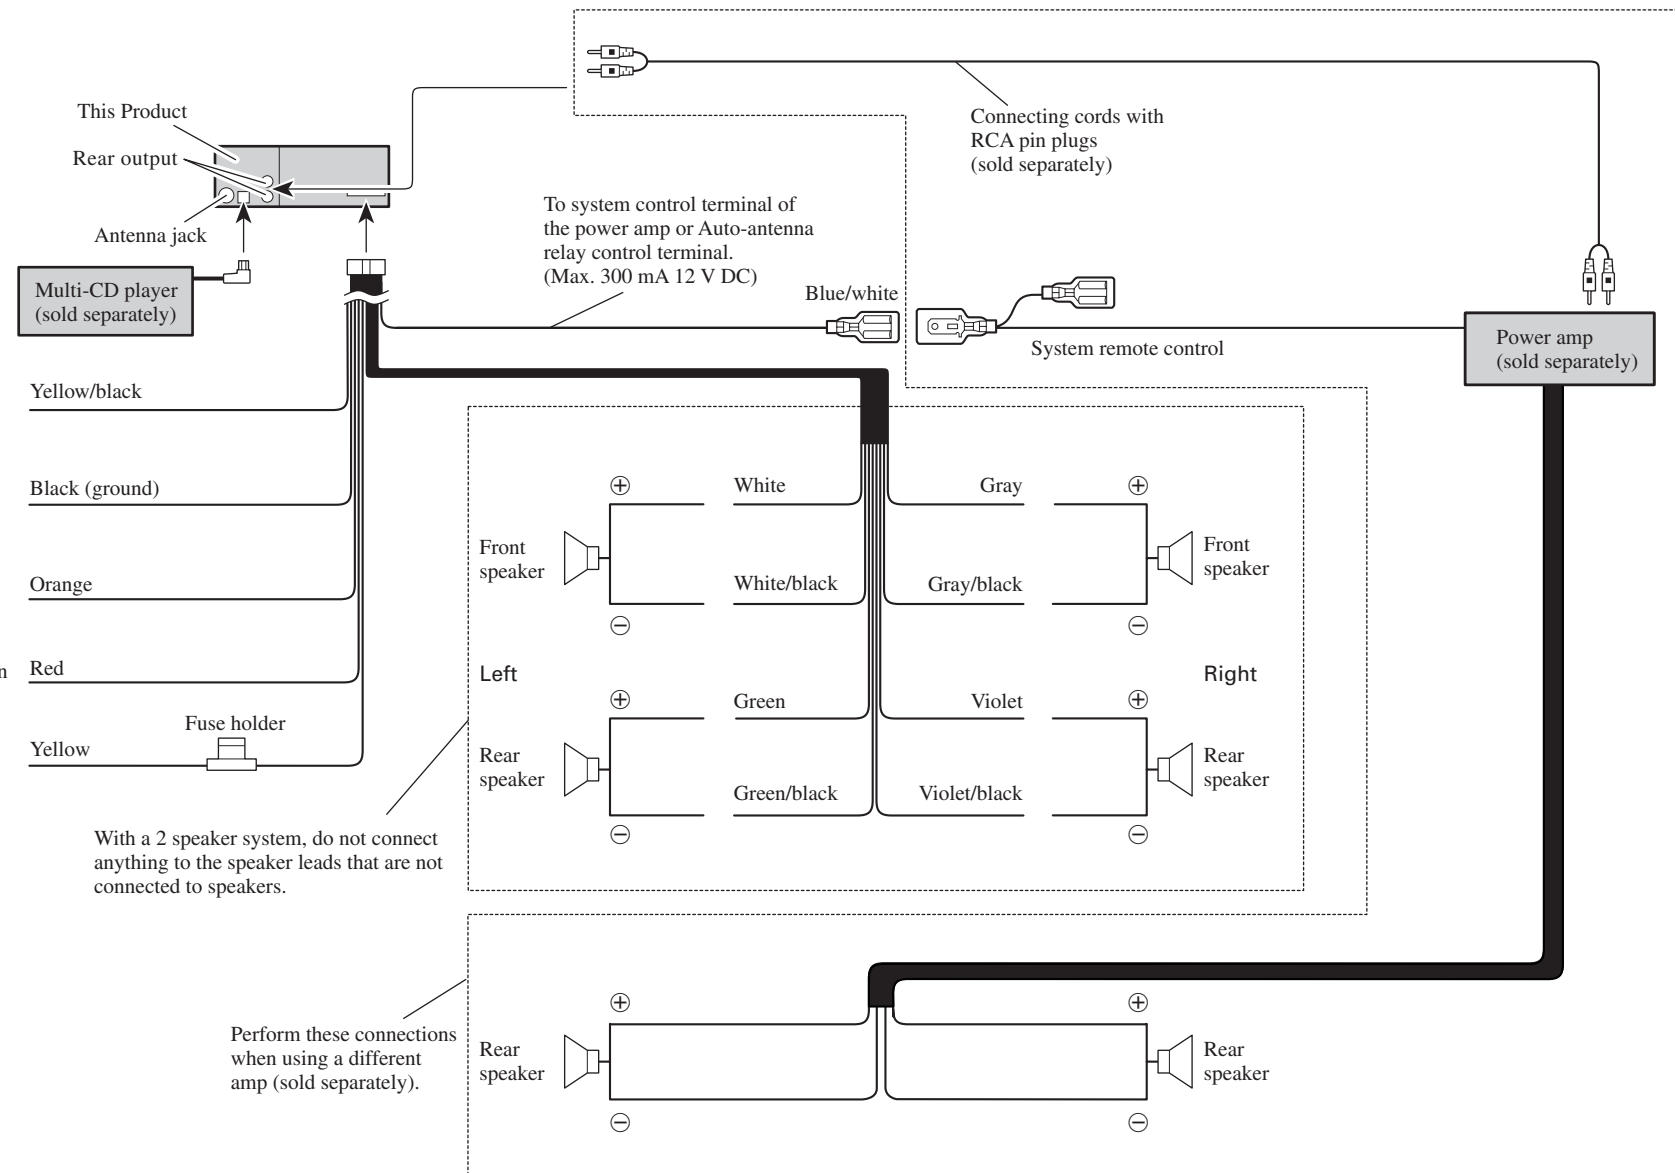 This Product
Rear output
Antenna jack
Multi-CD player
(sold separately)
Connecting cords with
RCA pin plugs
(sold separately)
To system control terminal of
the power amp or Auto-antenna
relay control terminal.
(Max. 300 mA 12 V DC)
Blue/white
System remote control
Power amp
(sold separately)
Yellow/black
Black (ground)
Orange
Red
Fuse holder
Yellow
With a 2 speaker system, do not connect
anything to the speaker leads that are not
connected to speakers.
⊕
White
Gray
⊕
Front
speaker
White/black
Gray/black
Front
speaker
⊖
⊖
Left
Right
⊕
Green
Violet
⊕
Rear
speaker
Green/black
Violet/black
Rear
speaker
⊖
⊖
Perform these connections
when using a different
amp (sold separately).
⊕
⊕
Rear
speaker
Rear
speaker
⊖
⊖